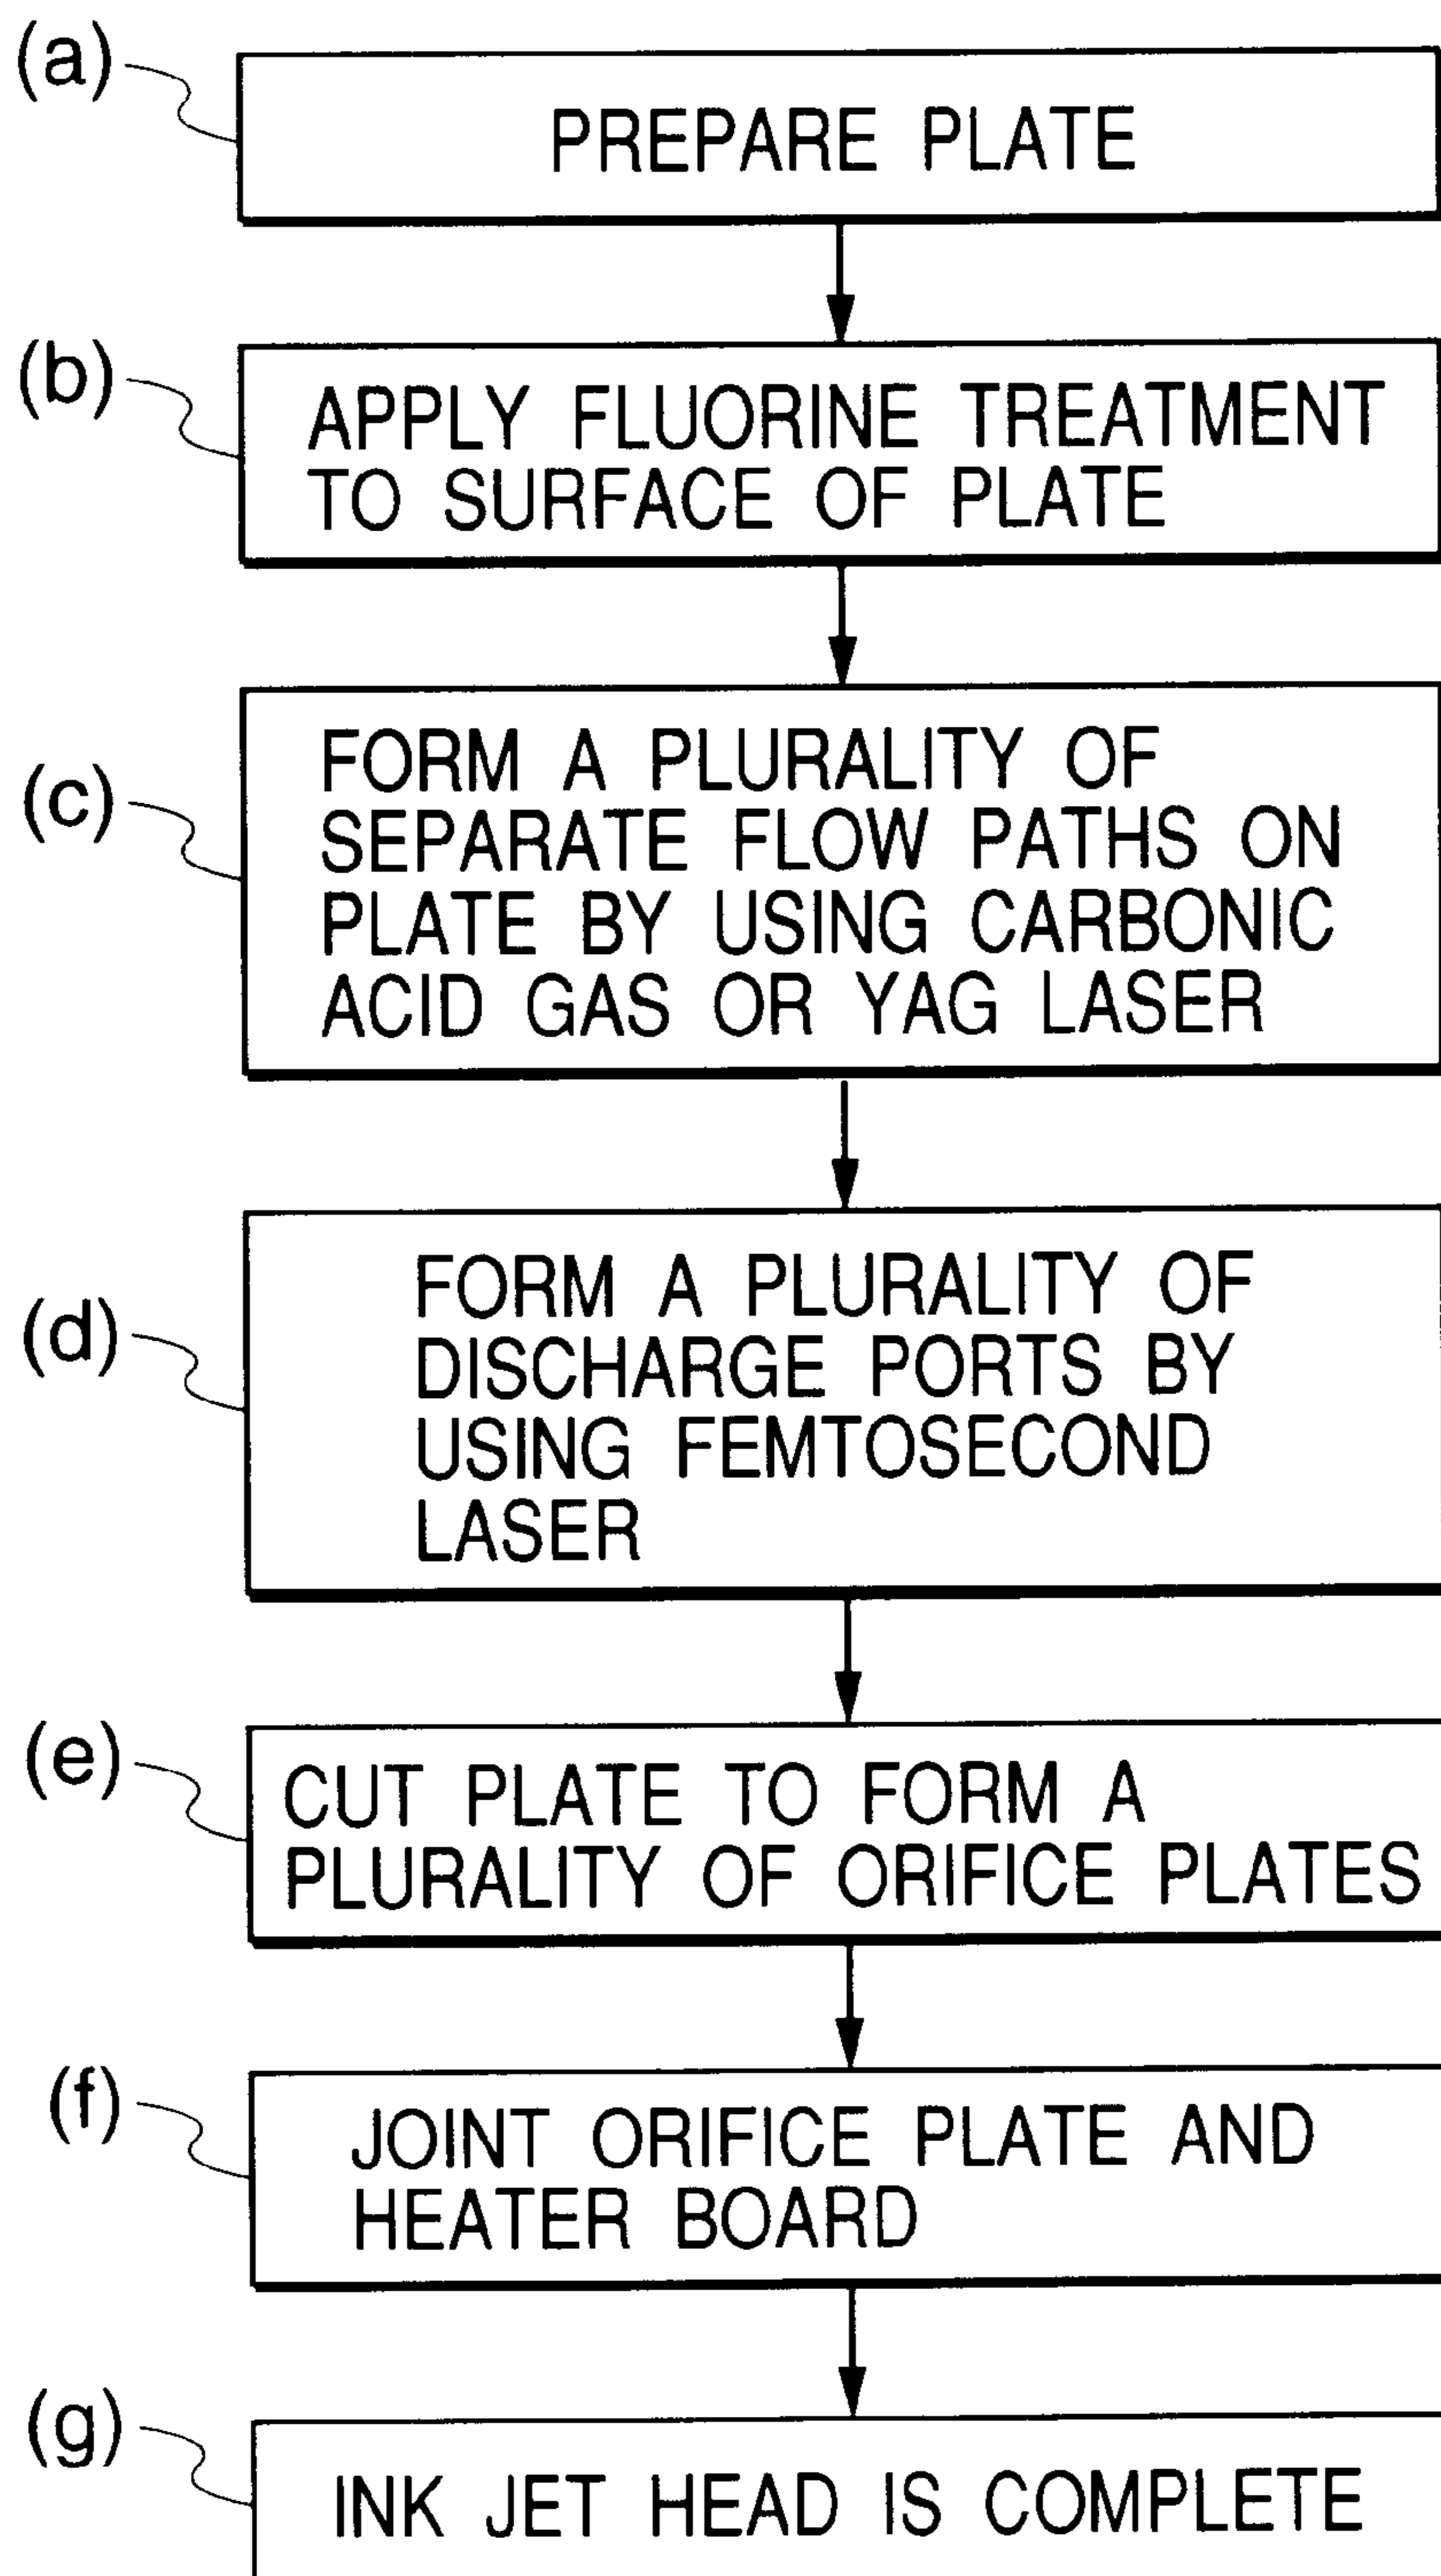 (a)
PREPARE PLATE
(b)
APPLY FLUORINE TREATMENT
TO SURFACE OF PLATE
(c)
FORM A PLURALITY OF
SEPARATE FLOW PATHS ON
PLATE BY USING CARBONIC
ACID GAS OR YAG LASER
(d)
FORM A PLURALITY OF
DISCHARGE PORTS BY
USING FEMTOSECOND
LASER
(e)
CUT PLATE TO FORM A
PLURALITY OF ORIFICE PLATES
(f)
JOINT ORIFICE PLATE AND
HEATER BOARD
(g)
INK JET HEAD IS COMPLETE